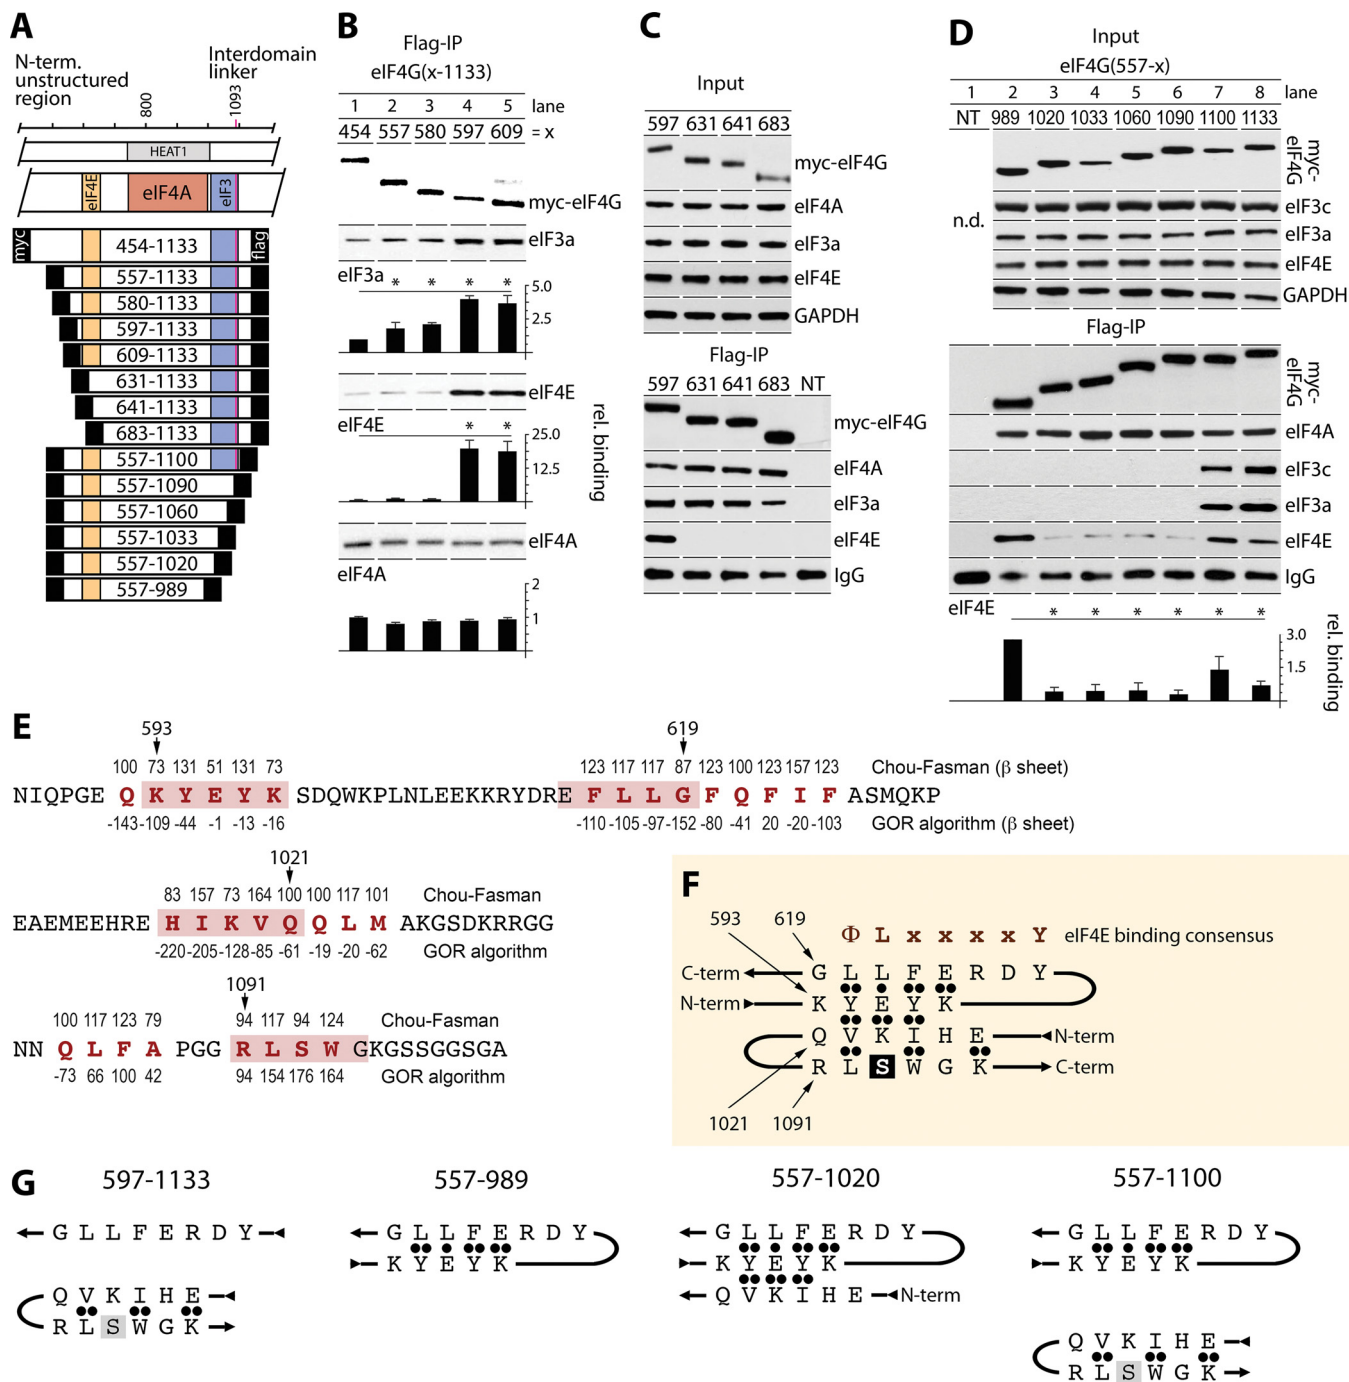 A
N-term.
unstructured
region
Interdomain
linker
800
1093
HEAT1
eIF4E
eIF4A
eIF3
myc
454-1133
flag
557-1133
580-1133
597-1133
609-1133
631-1133
641-1133
683-1133
557-1100
557-1090
557-1060
557-1033
557-1020
557-989
B
Flag-IP
eIF4G(x-1133)
1 2 3 4 5 lane
454 557 580 597 609 = x
myc-eIF4G
eIF3a
eIF3a
* * * *
5.0
2.5
eIF4E
eIF4E
* *
25.0
12.5
rel. binding
eIF4A
eIF4A
2
1
C
Input
597 631 641 683
myc-eIF4G
eIF4A
eIF3a
eIF4E
GAPDH
Flag-IP
597 631 641 683 NT
myc-eIF4G
eIF4A
eIF3a
eIF4E
IgG
D
Input
eIF4G(557-x)
1 2 3 4 5 6 7 8 lane
NT 989 1020 1033 1060 1090 1100 1133
myc-
eIF4G
n.d.
eIF3c
eIF3a
eIF4E
GAPDH
Flag-IP
myc-
eIF4G
eIF4A
eIF3c
eIF3a
eIF4E
IgG
eIF4E
* * * * * *
3.0
1.5
rel. binding
E
593 619
100 73 131 51 131 73 123 117 117 87 123 100 123 157 123 Chou-Fasman (β sheet)
NIQPGE Q K Y E Y K SDQWKPLNLEEKKRYDRE F L L G F Q F I F ASMQKP
-143 -109 -44 -1 -13 -16 -110 -105 -97 -152 -80 -41 20 -20 -103 GOR algorithm (β sheet)
1021
83 157 73 164 100 100 117 101 Chou-Fasman
EAEMEEHRE H I K V Q Q L M AKGSDKRRGG
-220 -205 -128 -85 -61 -19 -20 -62 GOR algorithm
1091
100 117 123 79 94 117 94 124 Chou-Fasman
NN Q L F A PGG R L S W GKGSSGGSGA
-73 66 100 42 94 154 176 164 GOR algorithm
F
593 619
Φ L x x x x Y eIF4E binding consensus
C-term G L L F E R D Y
N-term K Y E Y K
Q V K I H E N-term
R L S W G K C-term
1021 1091
G
597-1133
G L L F E R D Y
Q V K I H E
R L S W G K
557-989
G L L F E R D Y
K Y E Y K
557-1020
G L L F E R D Y
K Y E Y K
Q V K I H E N-term
557-1100
G L L F E R D Y
K Y E Y K
Q V K I H E
R L S W G K